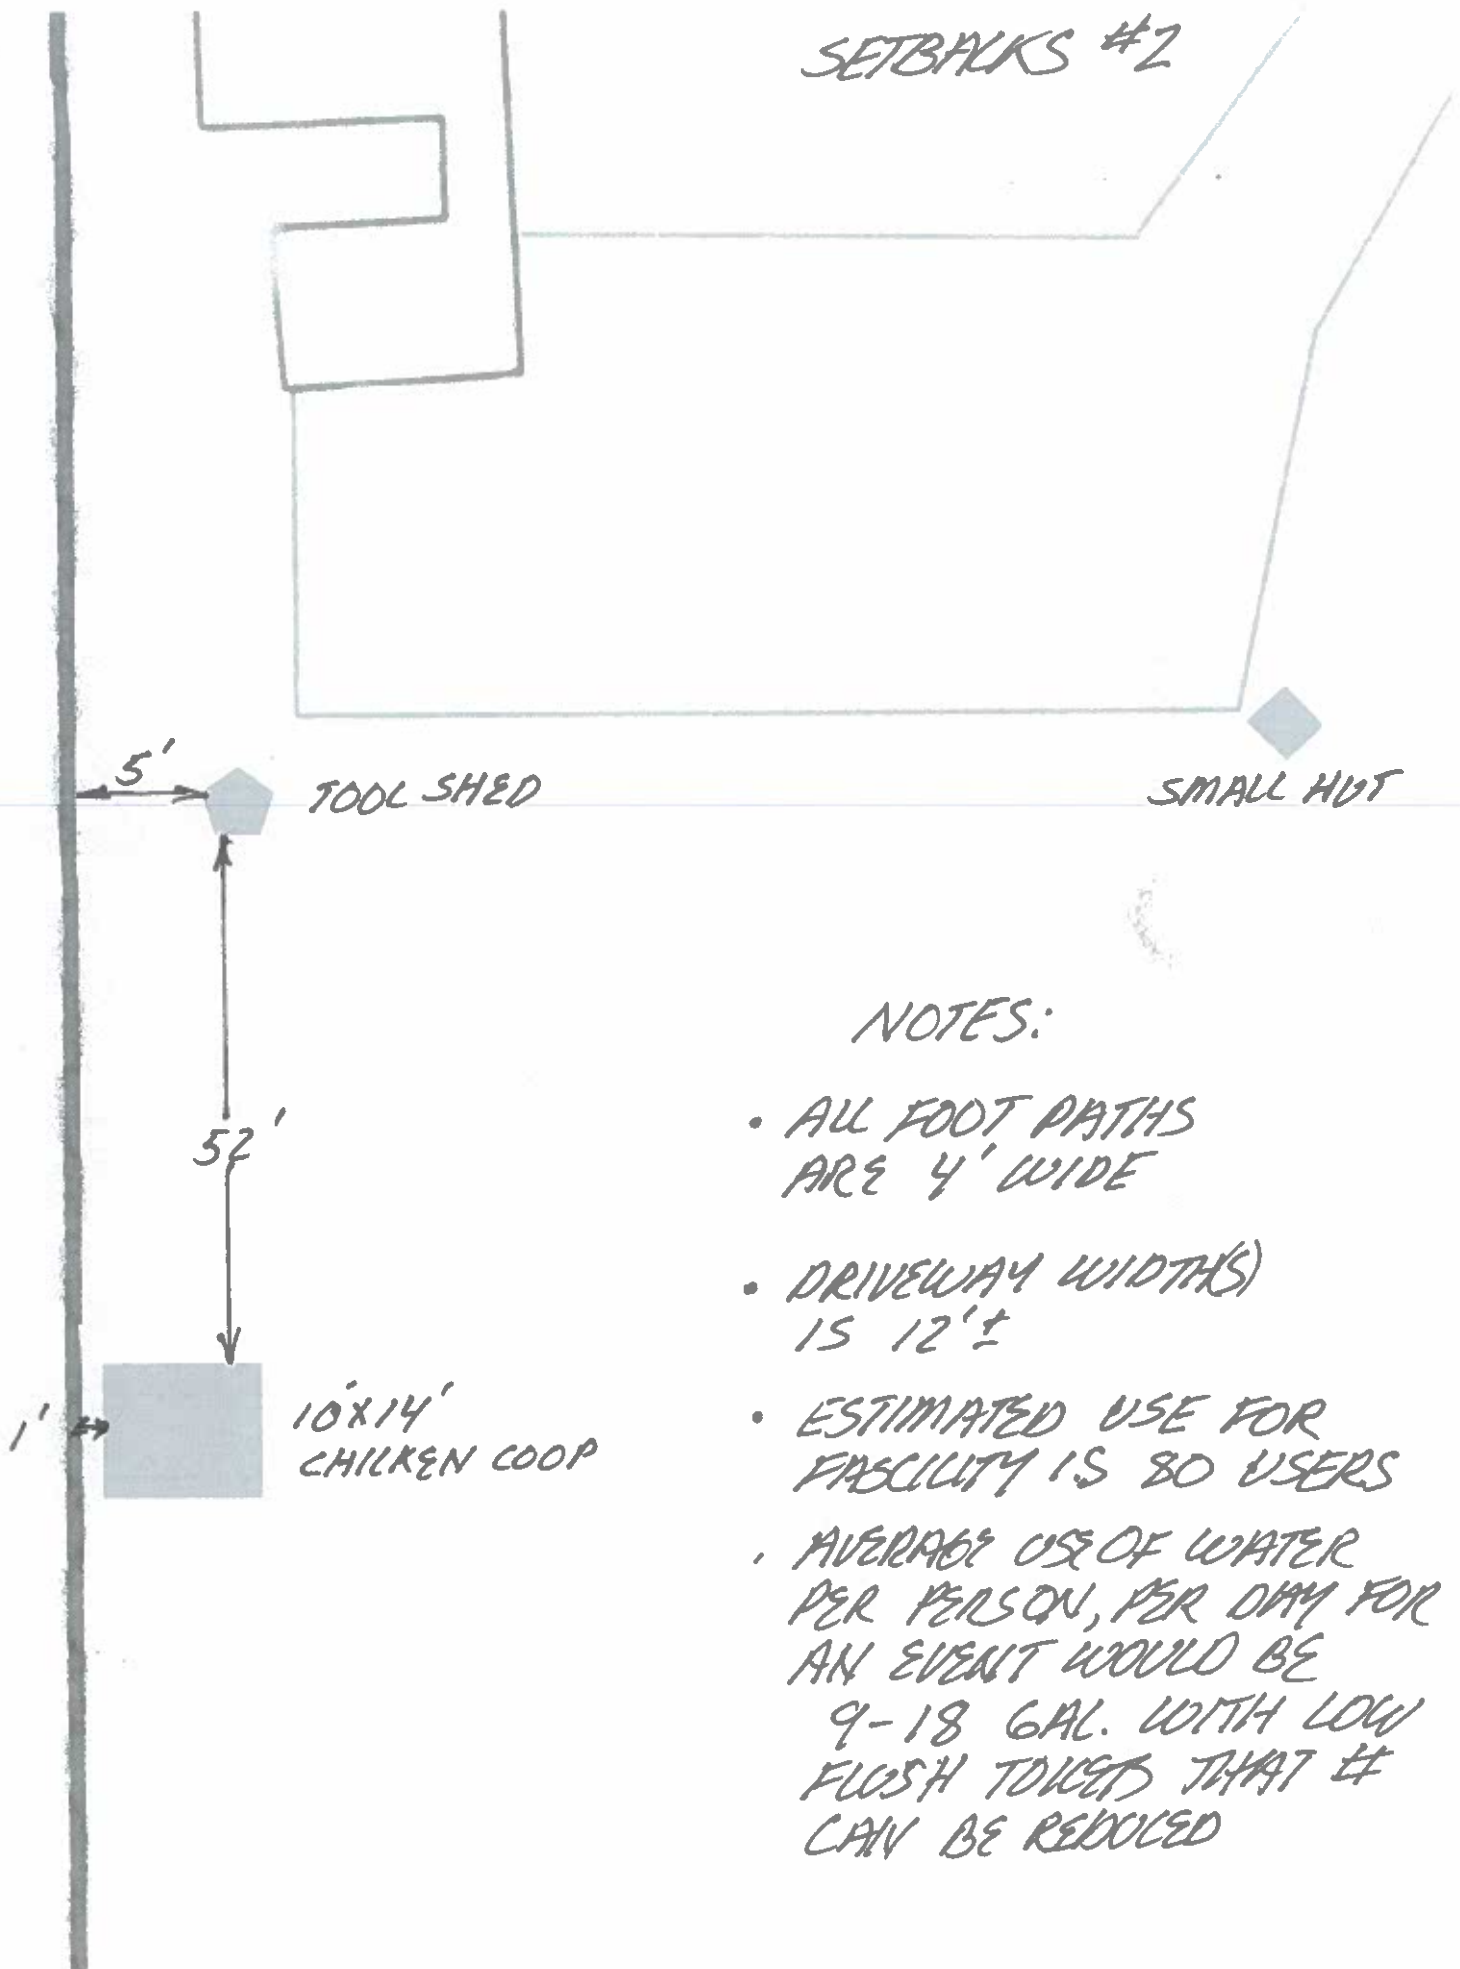 SETBACKS #2
5'
TOOL SHED
SMALL HUT
52'
1'
10'X14'
CHICKEN COOP
NOTES:
• ALL FOOT PATHS
ARE 4' WIDE
• DRIVEWAY WIDTH(S)
IS 12'±
• ESTIMATED USE FOR
FASCILITY IS 80 USERS
• AVERAGE USE OF WATER
PER PERSON, PER DAY FOR
AN EVENT WOULD BE
9-18 GAL. WITH LOW
FLUSH TOILETS THAT #
CAN BE REDUCED